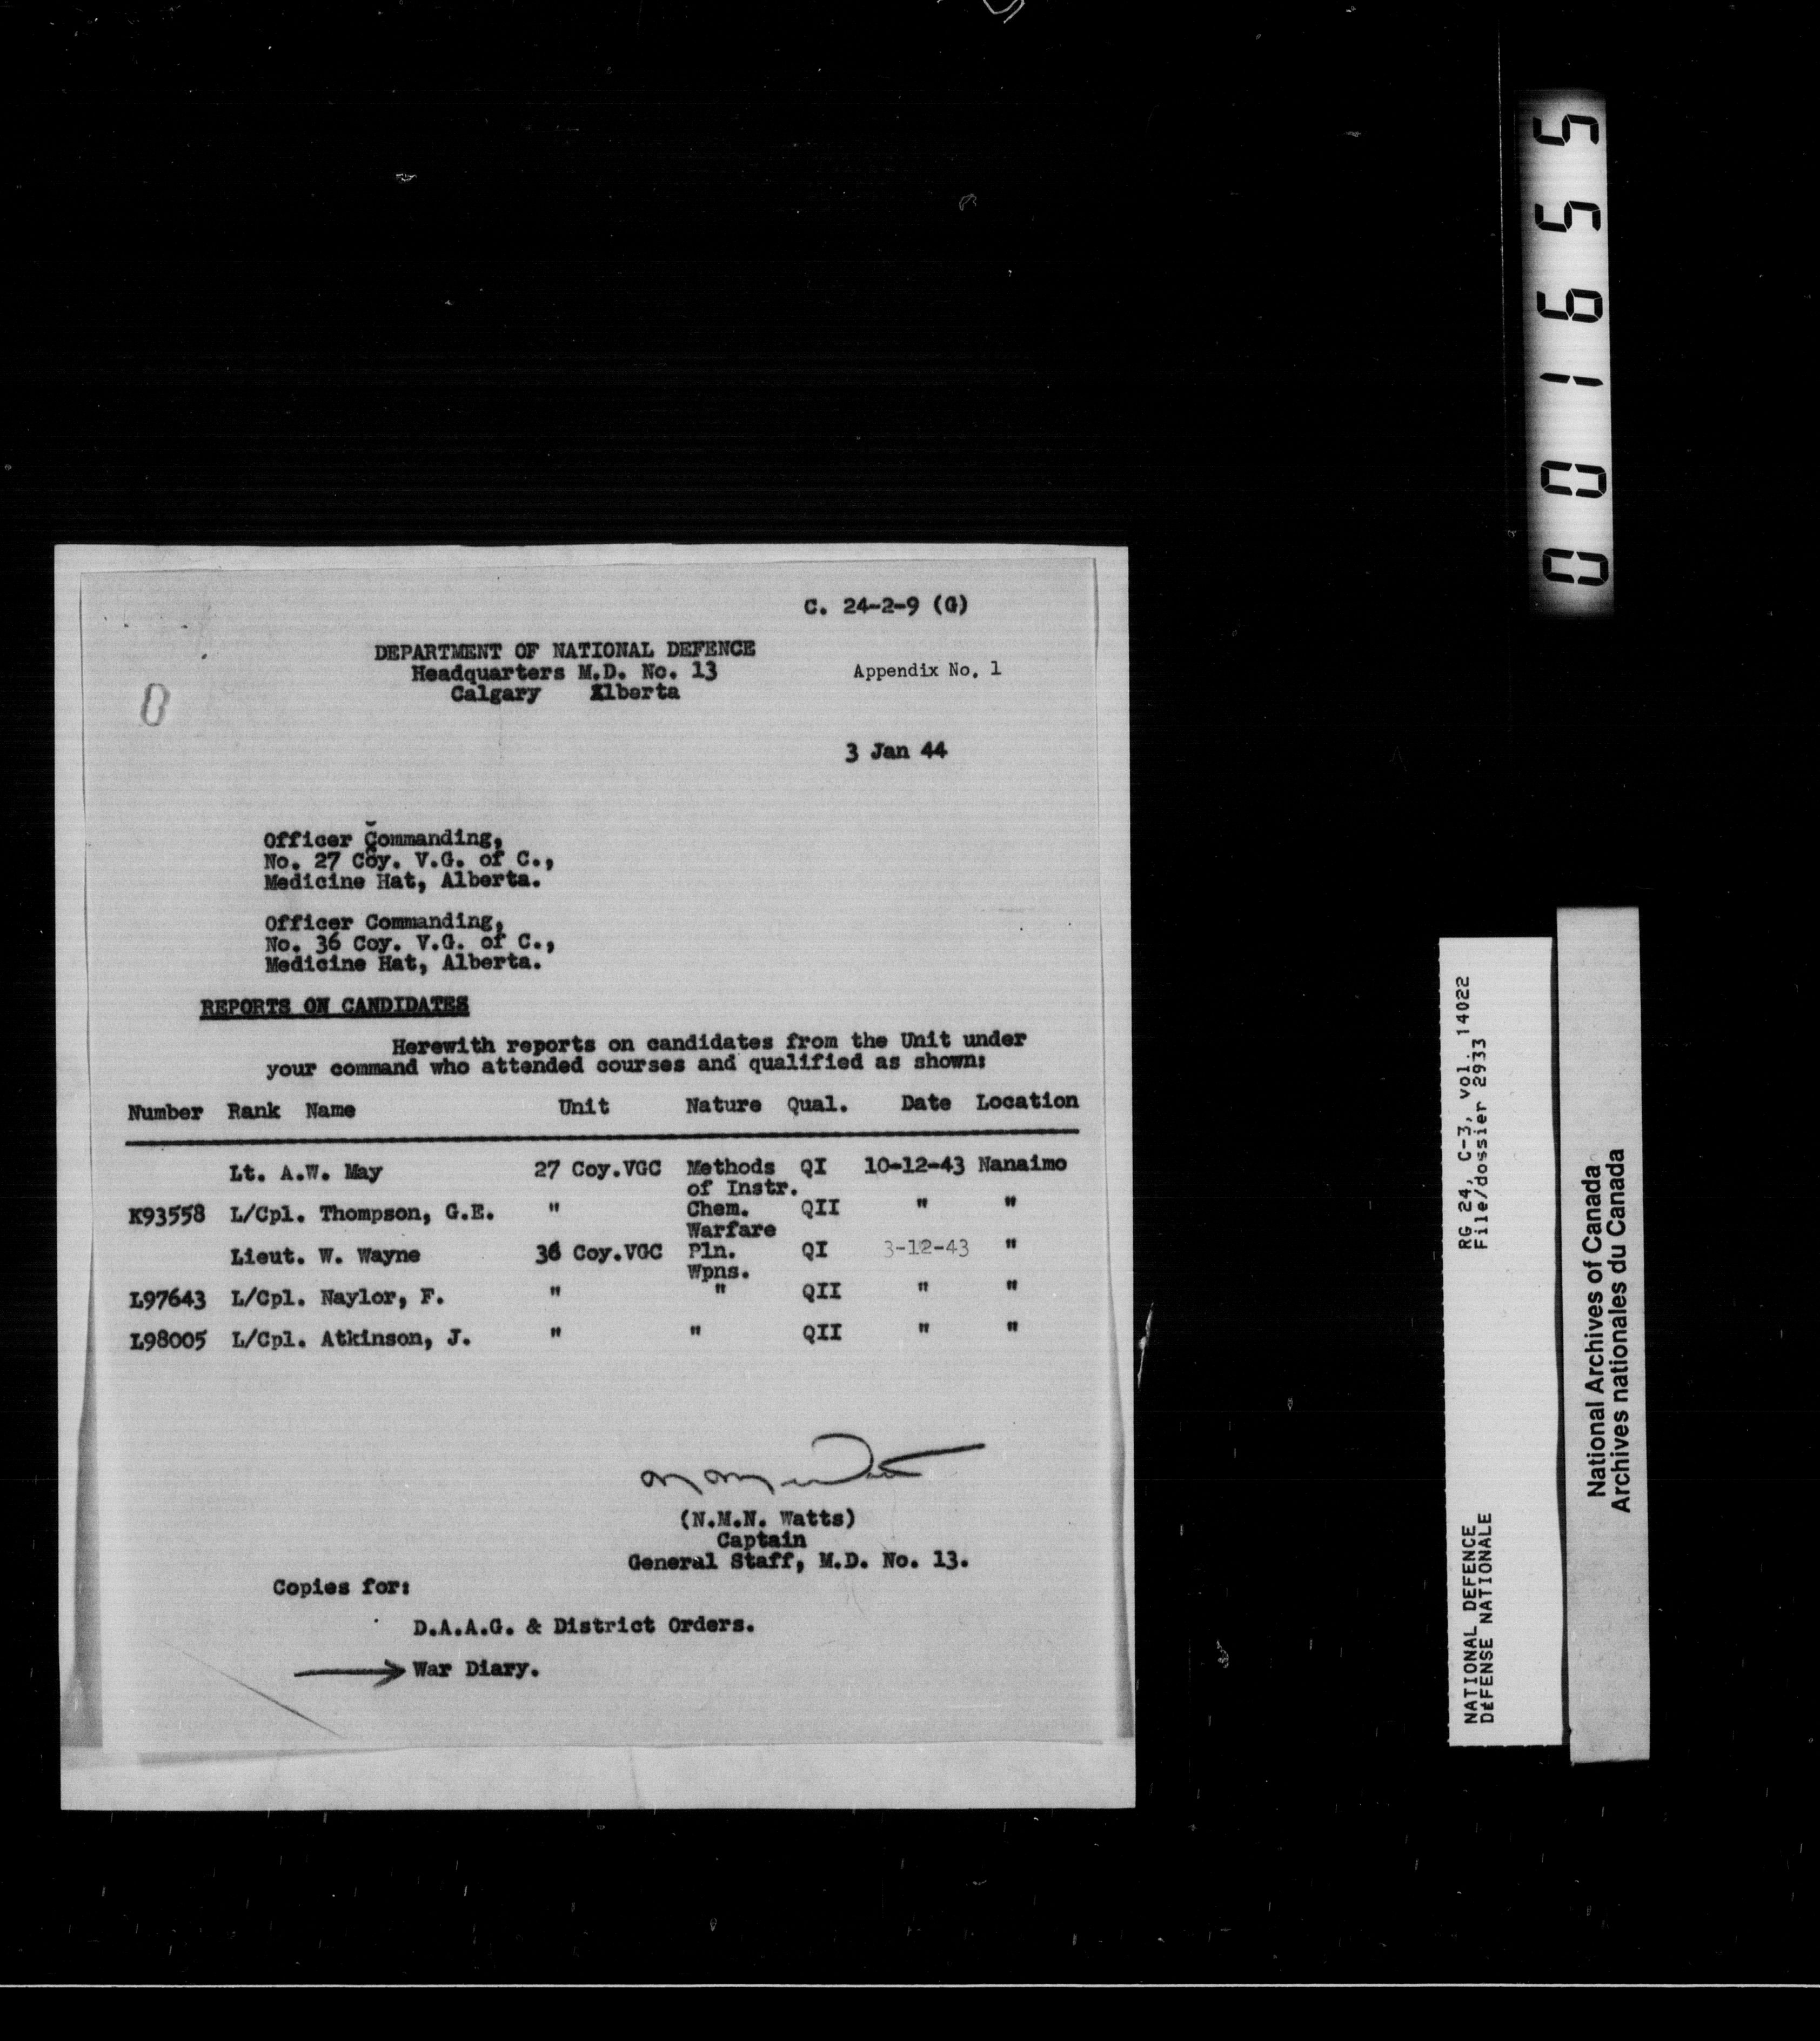 C. 24-2-9 (G)
DEPARTMENT OF NATIONAL DEFENCE
Headquarters M.D. No. 13
Appendix No. 1
Calgary Alberta
3 Jan 44
Officer Commanding,
No. 27 Coy. V.G. of C.,
Medicine Hat, Alberta.
Officer Commanding,
No. 36 Coy. V.G. of C.,
Medicine Hat, Alberta.
REPORTS ON CANDIDATES
Herewith reports on candidates from the Unit under
your command who attended courses and qualified as shown:
Number Rank Name Unit Nature Qual. Date Location
Lt. A.W. May 27 Coy.VGC Methods QI 10-12-43 Nanaimo
of Instr.
K93558 L/Cpl. Thompson, G.E. " Chem. QII " "
Warfare
Lieut. W. Wayne 36 Coy.VGC Pln. QI 3-12-43 "
Wpns.
L97643 L/Cpl. Naylor, F. " " QII " "
L98005 L/Cpl. Atkinson, J. " " QII " "
(N.M.N. Watts)
Captain
General Staff, M.D. No. 13.
Copies for:
D.A.A.G. & District Orders.
War Diary.
001655
NATIONAL DEFENCE RG 24, C-3, vol. 14022
DéFENSE NATIONALE File/dossier 2933
National Archives of Canada
Archives nationales du Canada